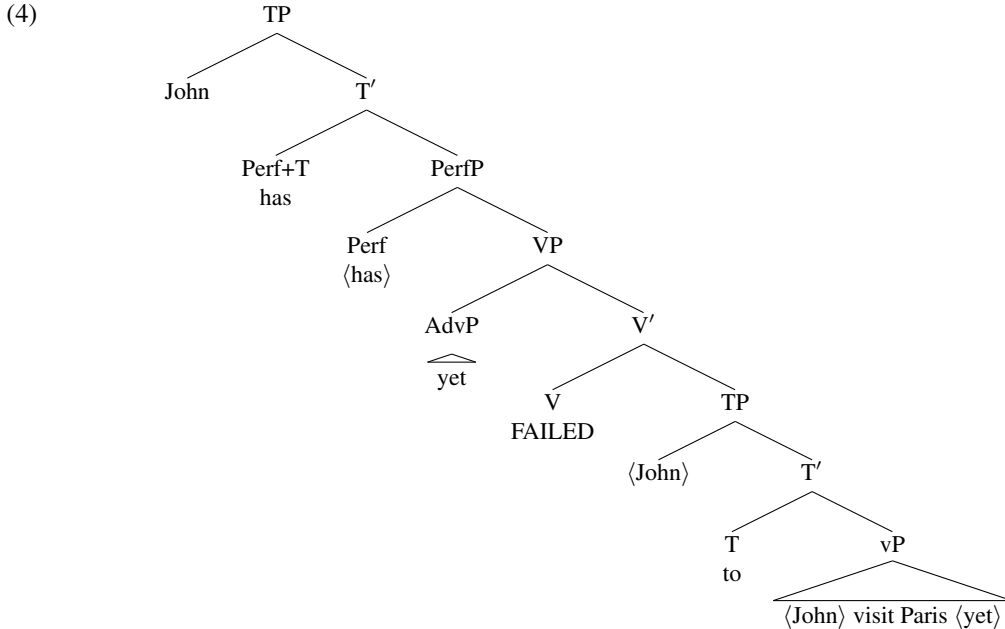 (4) TP
John T′
Perf+T PerfP
has
Perf VP
⟨has⟩
AdvP V′
yet
V TP
FAILED
⟨John⟩ T′
T vP
to
⟨John⟩ visit Paris ⟨yet⟩